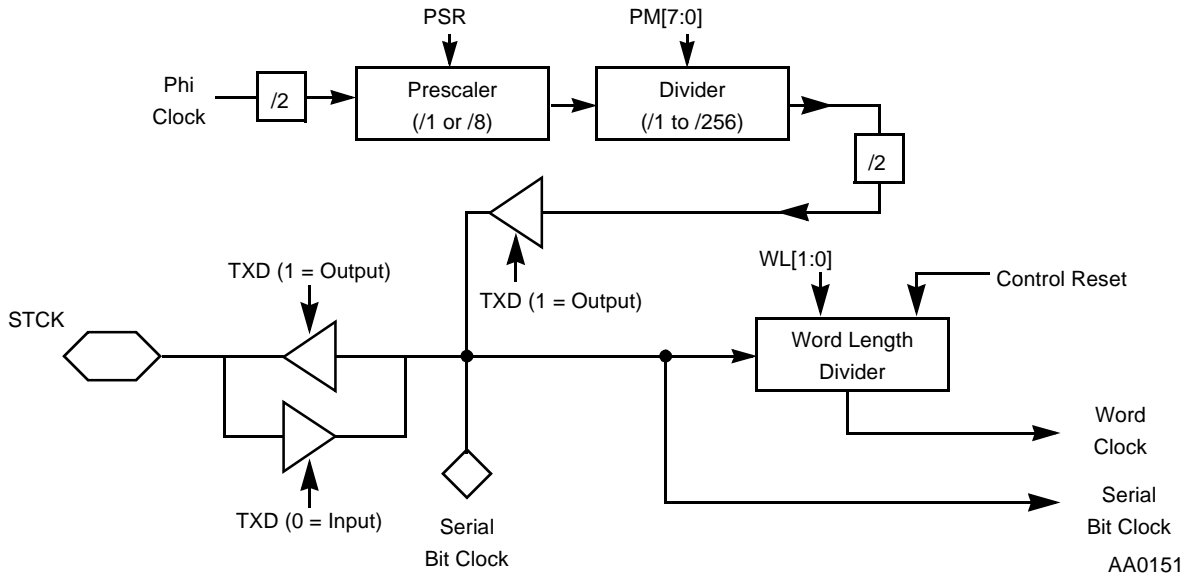 PSR
PM[7:0]
Phi
Clock
/2
Prescaler
(/1 or /8)
Divider
(/1 to /256)
/2
TXD (1 = Output)
TXD (1 = Output)
WL[1:0]
Control Reset
STCK
Word Length
Divider
TXD (0 = Input)
Serial
Bit Clock
Word
Clock
Serial
Bit Clock
AA0151